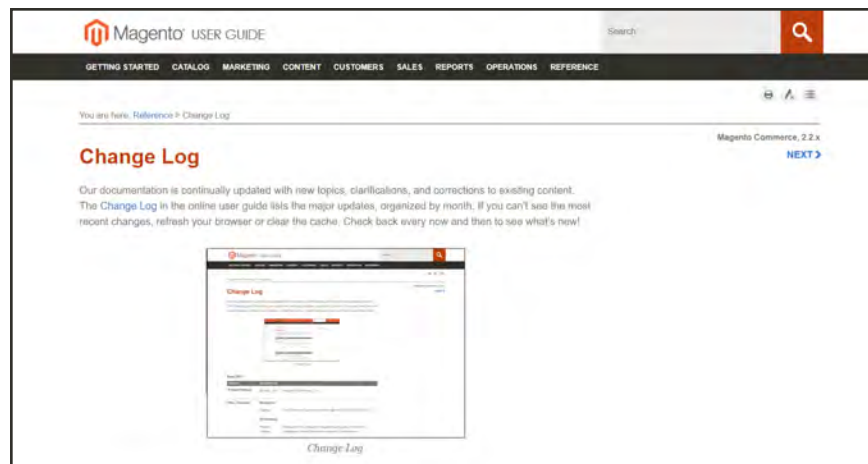 Magento USER GUIDE
Search
GETTING STARTED CATALOG MARKETING CONTENT CUSTOMERS SALES REPORTS OPERATIONS REFERENCE
You are here: Reference > Change Log
Magento Commerce, 2.2.x
NEXT >
Change Log
Our documentation is continually updated with new topics, clarifications, and corrections to existing content.
The Change Log in the online user guide lists the major updates, organized by month. If you can't see the most
recent changes, refresh your browser or clear the cache. Check back every now and then to see what's new!
Change Log
Change Log